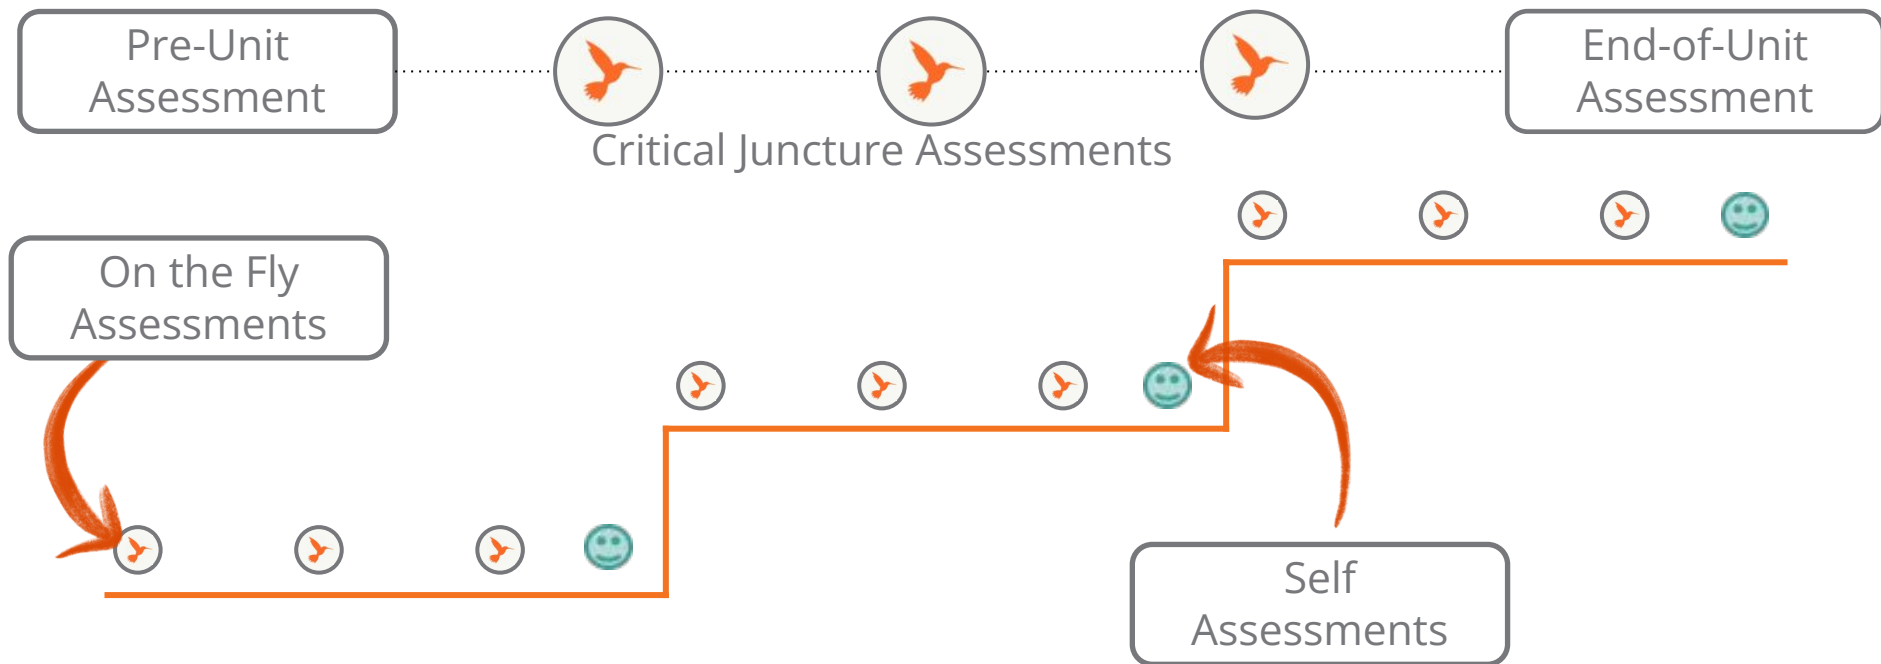 Pre-Unit
Assessment
End-of-Unit
Assessment
Critical Juncture Assessments
On the Fly
Assessments
Self
Assessments